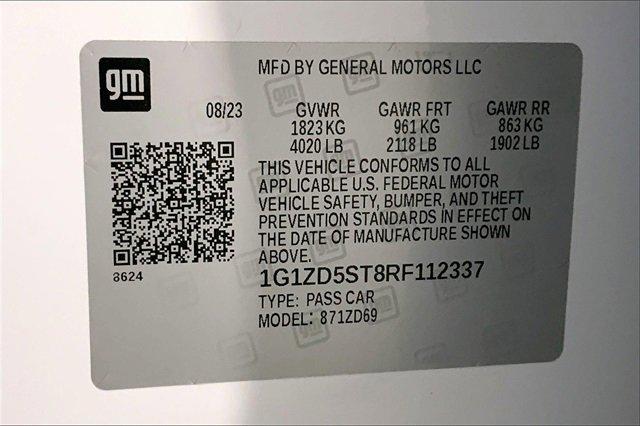 gm
MFD BY GENERAL MOTORS LLC
08/23 GVWR GAWR FRT GAWR RR
1823 KG 961 KG 863 KG
4020 LB 2118 LB 1902 LB
THIS VEHICLE CONFORMS TO ALL
APPLICABLE U.S. FEDERAL MOTOR
VEHICLE SAFETY, BUMPER, AND THEFT
PREVENTION STANDARDS IN EFFECT ON
THE DATE OF MANUFACTURE SHOWN
ABOVE.
8624
1G1ZD5ST8RF112337
TYPE: PASS CAR
MODEL: 871ZD69